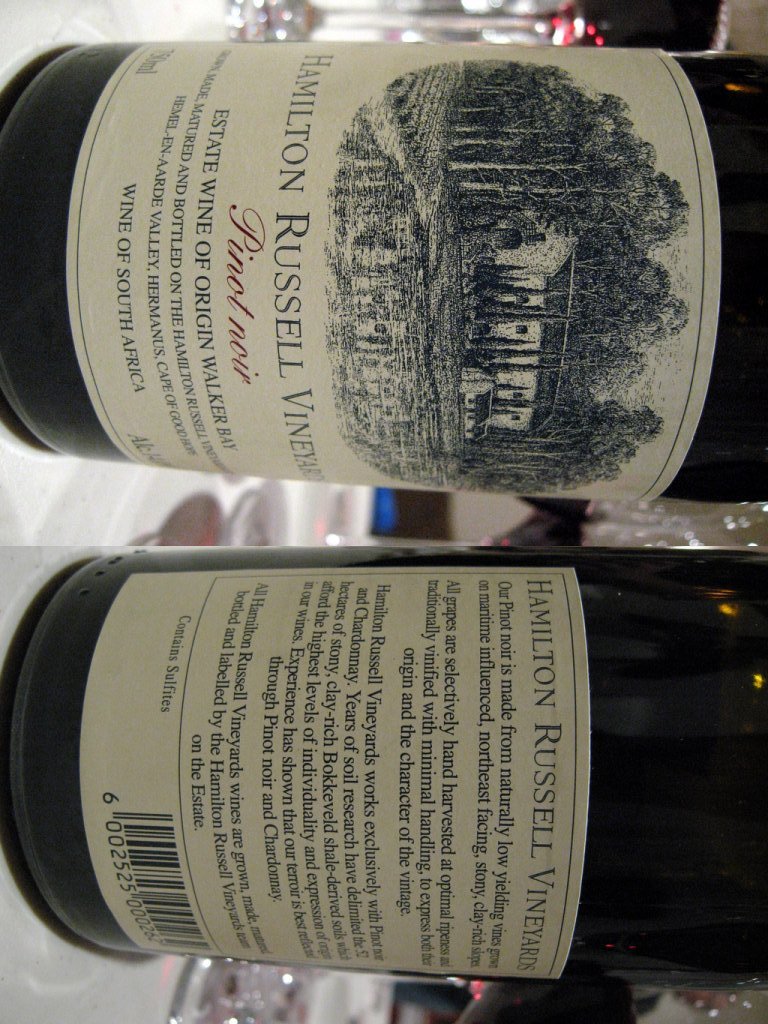 HAMILTON RUSSELL VINEYAR
Pinot noir
ESTATE WINE OF ORIGIN WALKER BAY
MADE, MATURED AND BOTTLED ON THE HAMILTON RUSSELL
HEMEL-EN-AARDE VALLEY, HERMANUS, CAPE OF GOOD HOPE
WINE OF SOUTH AFRICA
750ml
Alc
HAMILTON RUSSELL VINEYARDS
Our Pinot noir is made from naturally low yielding vines grown
on maritime influenced, northeast facing, stony, clay-rich slopes.
All grapes are selectively hand harvested at optimal ripeness and
traditionally vinified with minimal handling, to express both their
origin and the character of the vintage.
Hamilton Russell Vineyards works exclusively with Pinot noir
and Chardonnay. Years of soil research have delimited the 52
hectares of stony, clay-rich Bokkeveld shale-derived soils which
afford the highest levels of individuality and expression of origin
in our wines. Experience has shown that our terroir is best reflected
through Pinot noir and Chardonnay.
All Hamilton Russell Vineyards wines are grown, made, matured
bottled and labelled by the Hamilton Russell Vineyards team
on the Estate.
Contains Sulfites
6 002525 000262